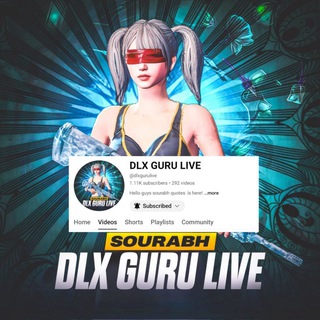 DLX GURU LIVE
@dlxgurulive
1.11K subscribers • 292 videos
Hello guys sourabh quotes is here! ...more
Subscribed
Home Videos Shorts Playlists Community
SOURABH
DLX GURU LIVE